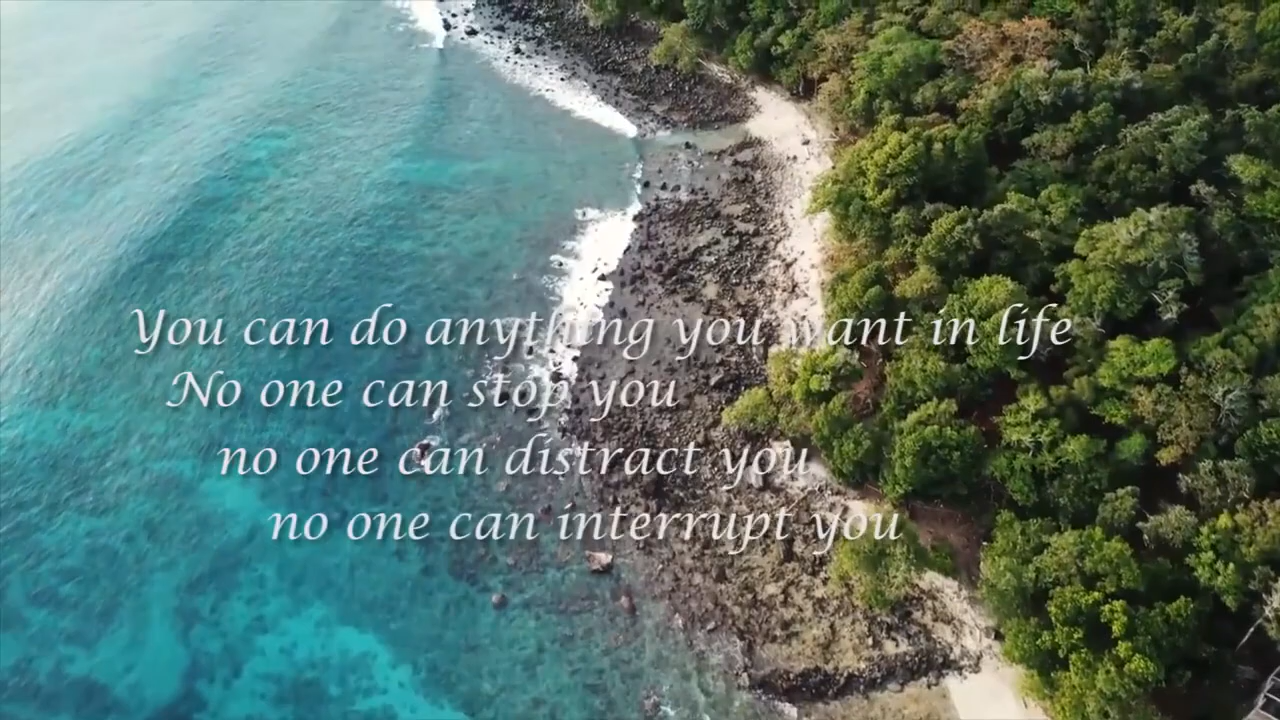 You can do anything you want in life
No one can stop you
no one can distract you
no one can interrupt you